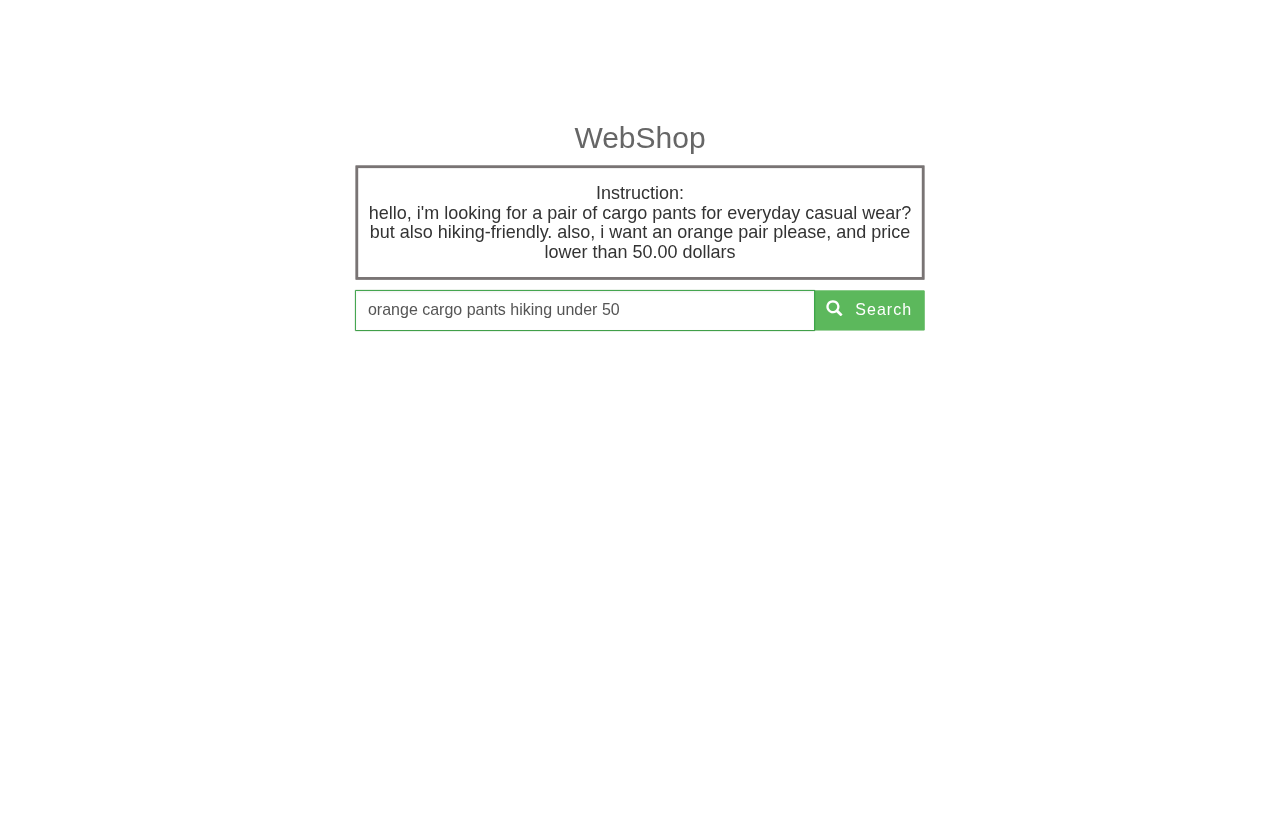 WebShop
Instruction:
hello, i'm looking for a pair of cargo pants for everyday casual wear?
but also hiking-friendly. also, i want an orange pair please, and price
lower than 50.00 dollars
orange cargo pants hiking under 50
Search